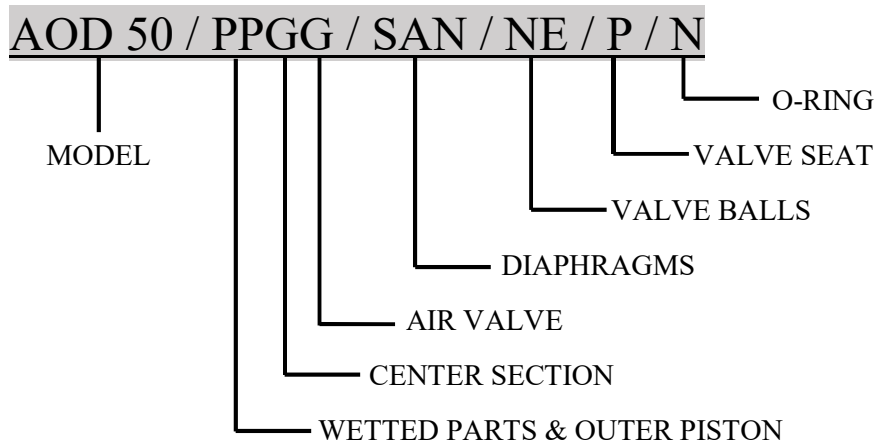 AOD 50 / PPGG / SAN / NE / P / N
O-RING
MODEL
VALVE SEAT
VALVE BALLS
DIAPHRAGMS
AIR VALVE
CENTER SECTION
WETTED PARTS & OUTER PISTON